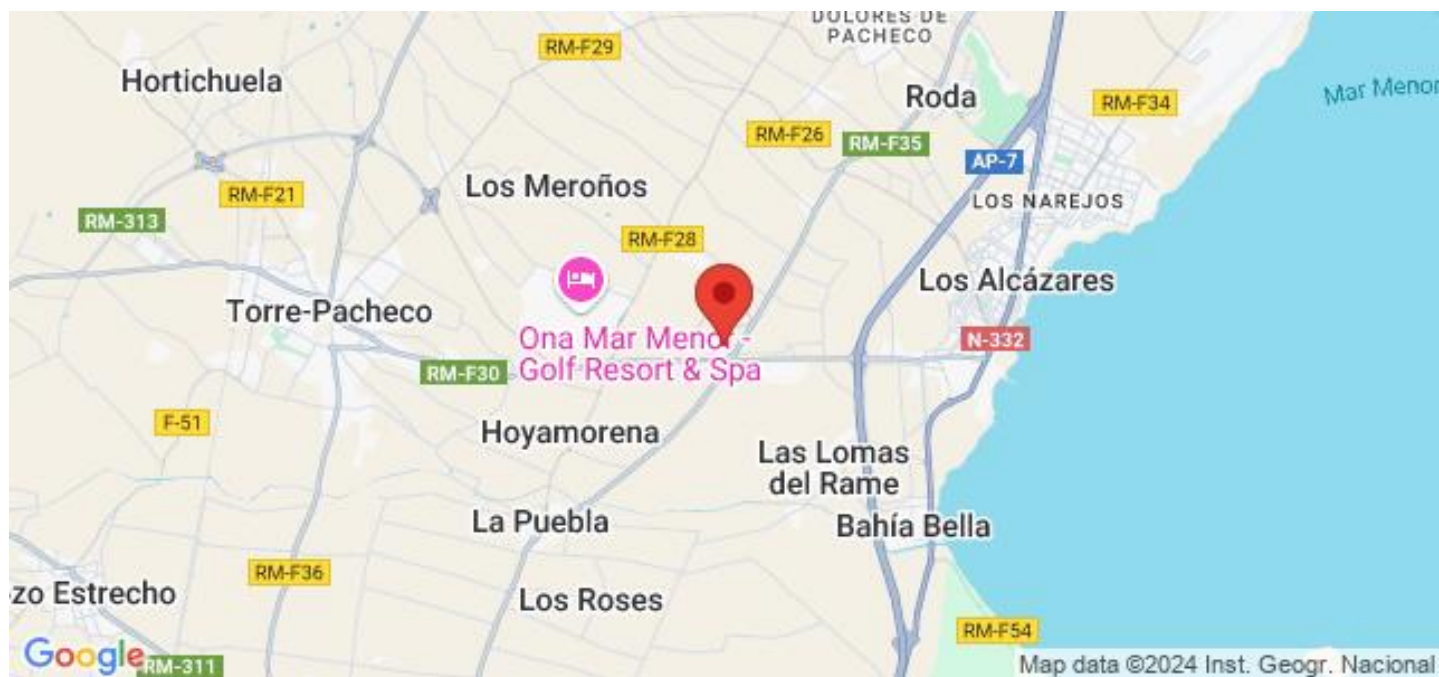 DOLORES DE
PACHECO
RM-F29
Hortichuela
Roda
Mar Menor
RM-F34
RM-F26
RM-F35
AP-7
Los Meroños
RM-F21
LOS NAREJOS
RM-313
RM-F28
Los Alcázares
Torre-Pacheco
Ona Mar Menor -
Golf Resort & Spa
N-332
RM-F30
F-51
Hoyamorena
Las Lomas
del Rame
La Puebla
Bahía Bella
RM-F36
zo Estrecho
Los Roses
RM-F54
Google
RM-311
Map data ©2024 Inst. Geogr. Nacional